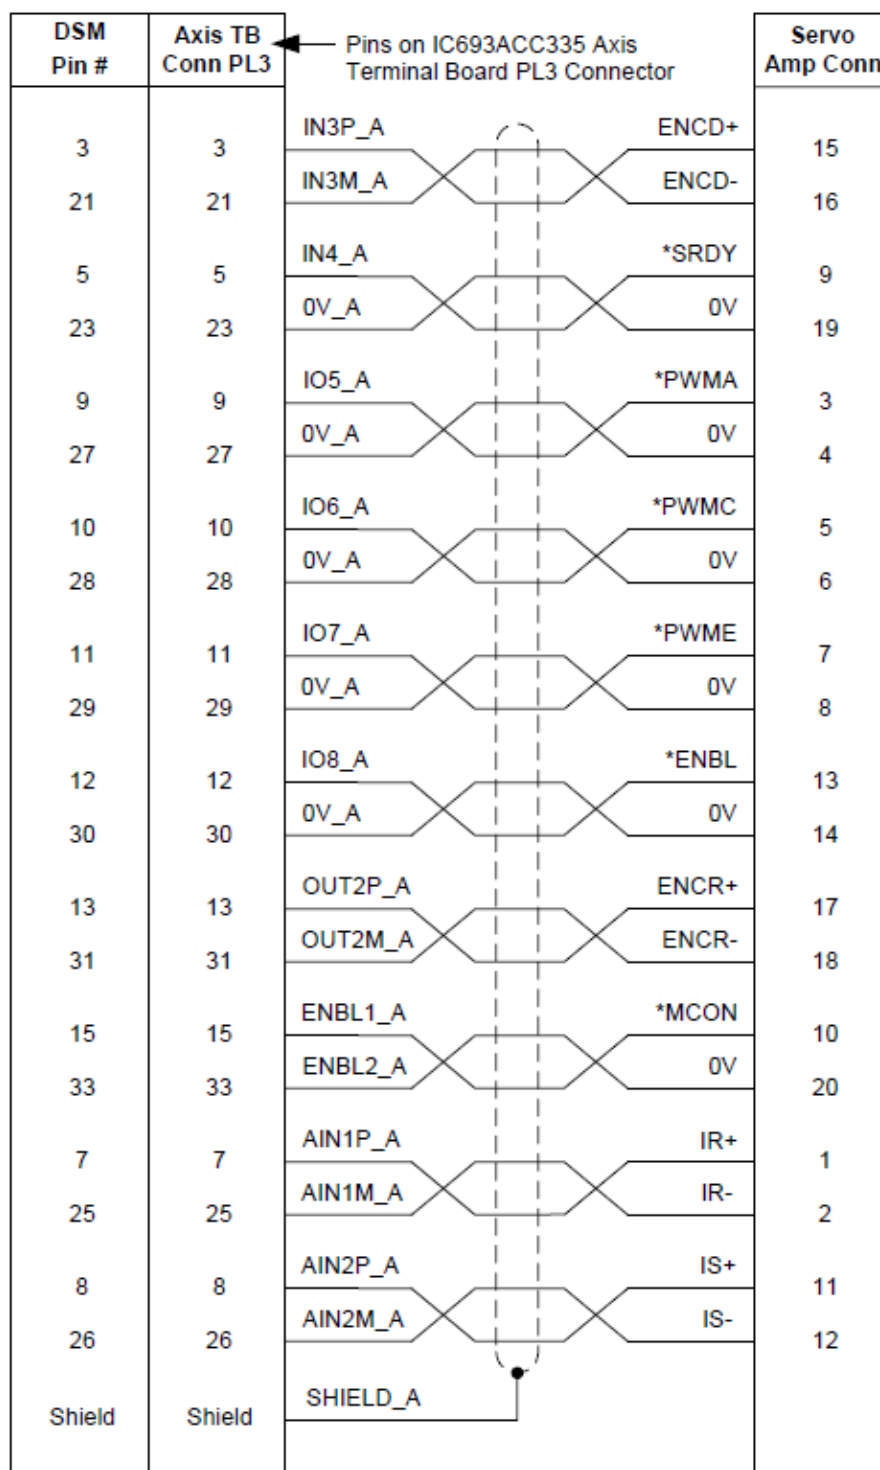 DSM Pin # Axis TB Conn PL3 Pins on IC693ACC335 Axis Terminal Board PL3 Connector Servo Amp Conn
IN3P_A ENCD+
3 3 15
IN3M_A ENCD-
21 21 16
IN4_A *SRDY
5 5 9
0V_A 0V
23 23 19
IO5_A *PWMA
9 9 3
0V_A 0V
27 27 4
IO6_A *PWMC
10 10 5
0V_A 0V
28 28 6
IO7_A *PWME
11 11 7
0V_A 0V
29 29 8
IO8_A *ENBL
12 12 13
0V_A 0V
30 30 14
OUT2P_A ENCR+
13 13 17
OUT2M_A ENCR-
31 31 18
ENBL1_A *MCON
15 15 10
ENBL2_A 0V
33 33 20
AIN1P_A IR+
7 7 1
AIN1M_A IR-
25 25 2
AIN2P_A IS+
8 8 11
AIN2M_A IS-
26 26 12
SHIELD_A
Shield Shield